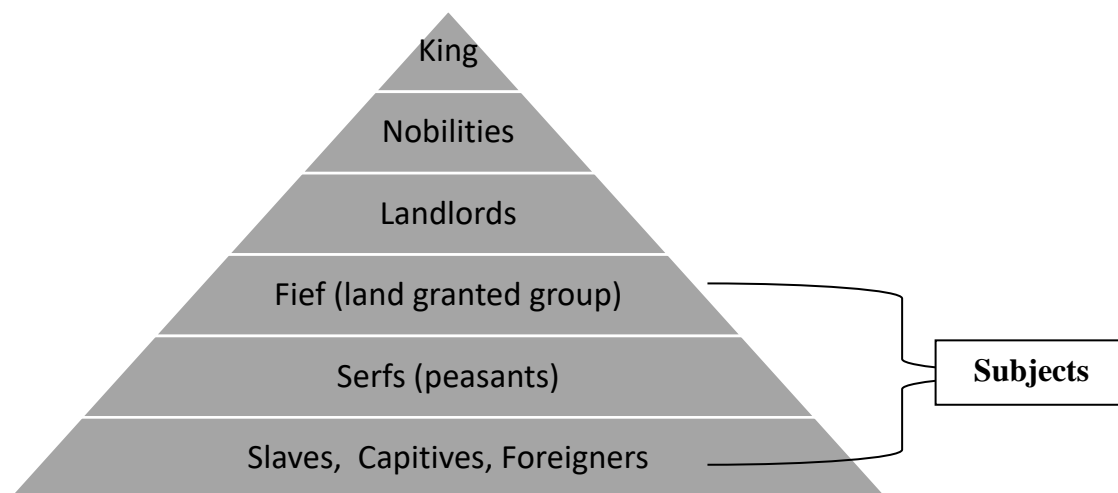 King
Nobilities
Landlords
Fief (land granted group)
Serfs (peasants)
Subjects
Slaves, Capitives, Foreigners